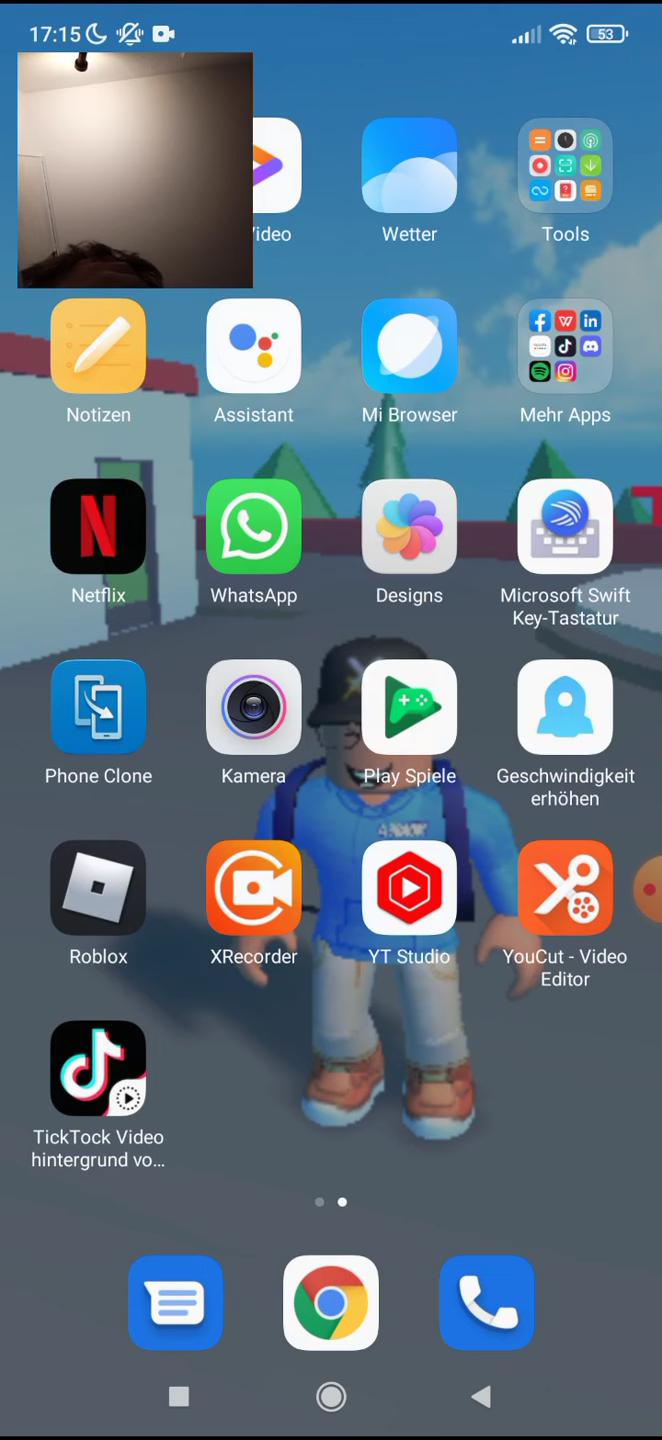 17:15
53
Video
Wetter
Tools
Notizen
Assistant
Mi Browser
Mehr Apps
Netflix
WhatsApp
Designs
Microsoft Swift
Key-Tastatur
Phone Clone
Kamera
Play Spiele
Geschwindigkeit
erhöhen
Roblox
XRecorder
YT Studio
YouCut - Video
Editor
TickTock Video
hintergrund vo…